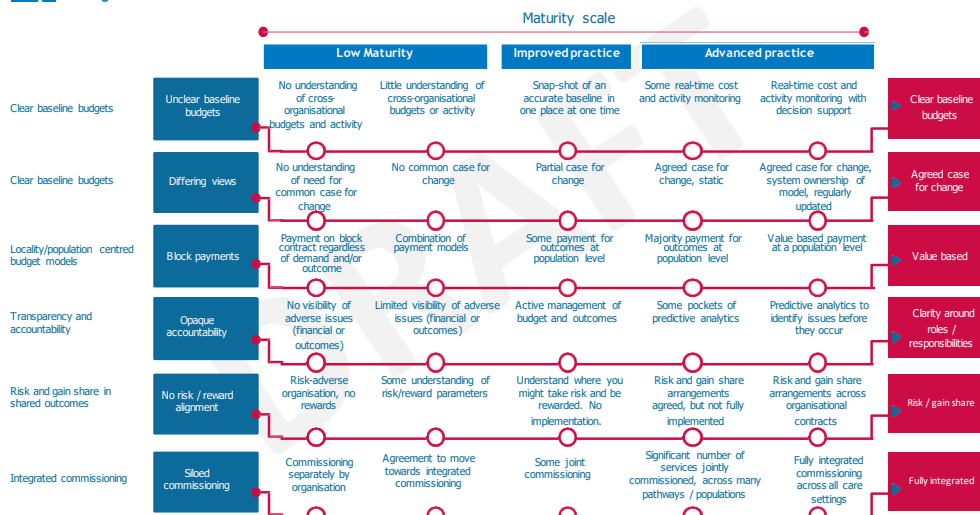 Maturity scale
Low Maturity
Improved practice
Advanced practice
Clear baseline budgets
Unclear baseline
budgets
No understanding
of cross-
organisational
budgets and activity
Little understanding of
cross-organisational
budgets or activity
Snap-shot of an
accurate baseline in
one place at one time
Some real-time cost
and activity monitoring
Real-time cost and
activity monitoring with
decision support
Clear baseline
budgets
Clear baseline budgets
Differing views
No understanding
of need for
common case for
change
No common case for
change
Partial case for
change
Agreed case for
change, static
Agreed case for change,
system ownership of
model, regularly
updated
Agreed case
for change
Locality/population centred
budget models
Block payments
Payment on block
contract regardless
of demand and/or
outcome
Combination of
payment models
Some payment for
outcomes at
population level
Majority payment for
outcomes at
population level
Value based payment
at a population level
Value based
Transparency and
accountability
Opaque
accountability
No visibility of
adverse issues
(financial or
outcomes)
Limited visibility of adverse
issues (financial or
outcomes)
Active management of
budget and outcomes
Some pockets of
predictive analytics
Predictive analytics to
identify issues before
they occur
Clarity around
roles /
responsibilities
Risk and gain share in
shared outcomes
No risk / reward
alignment
Risk-adverse
organisation, no
rewards
Some understanding of
risk/reward parameters
Understand where you
might take risk and be
rewarded. No
implementation.
Risk and gain share
arrangements
agreed, but not fully
implemented
Risk and gain share
arrangements across
organisational
contracts
Risk / gain share
Integrated commissioning
Siloed
commissioning
Commissioning
separately by
organisation
Agreement to move
towards integrated
commissioning
Some joint
commissioning
Significant number of
services jointly
commissioned, across many
pathways / populations
Fully integrated
commissioning
across all care
settings
Fully integrated
DRAFT